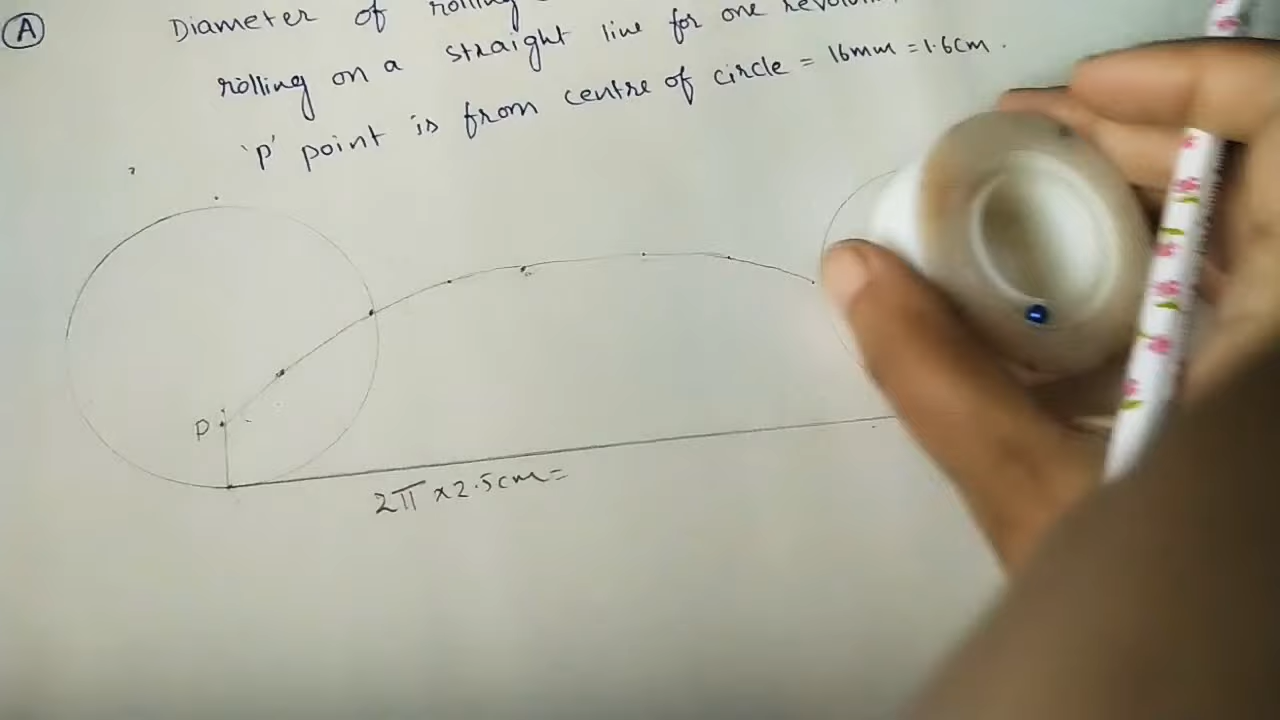 A
Diameter of rolling
rolling on a straight line for one
'P' point is from centre of circle = 16mm = 1.6cm.
P
2π x 2.5cm =